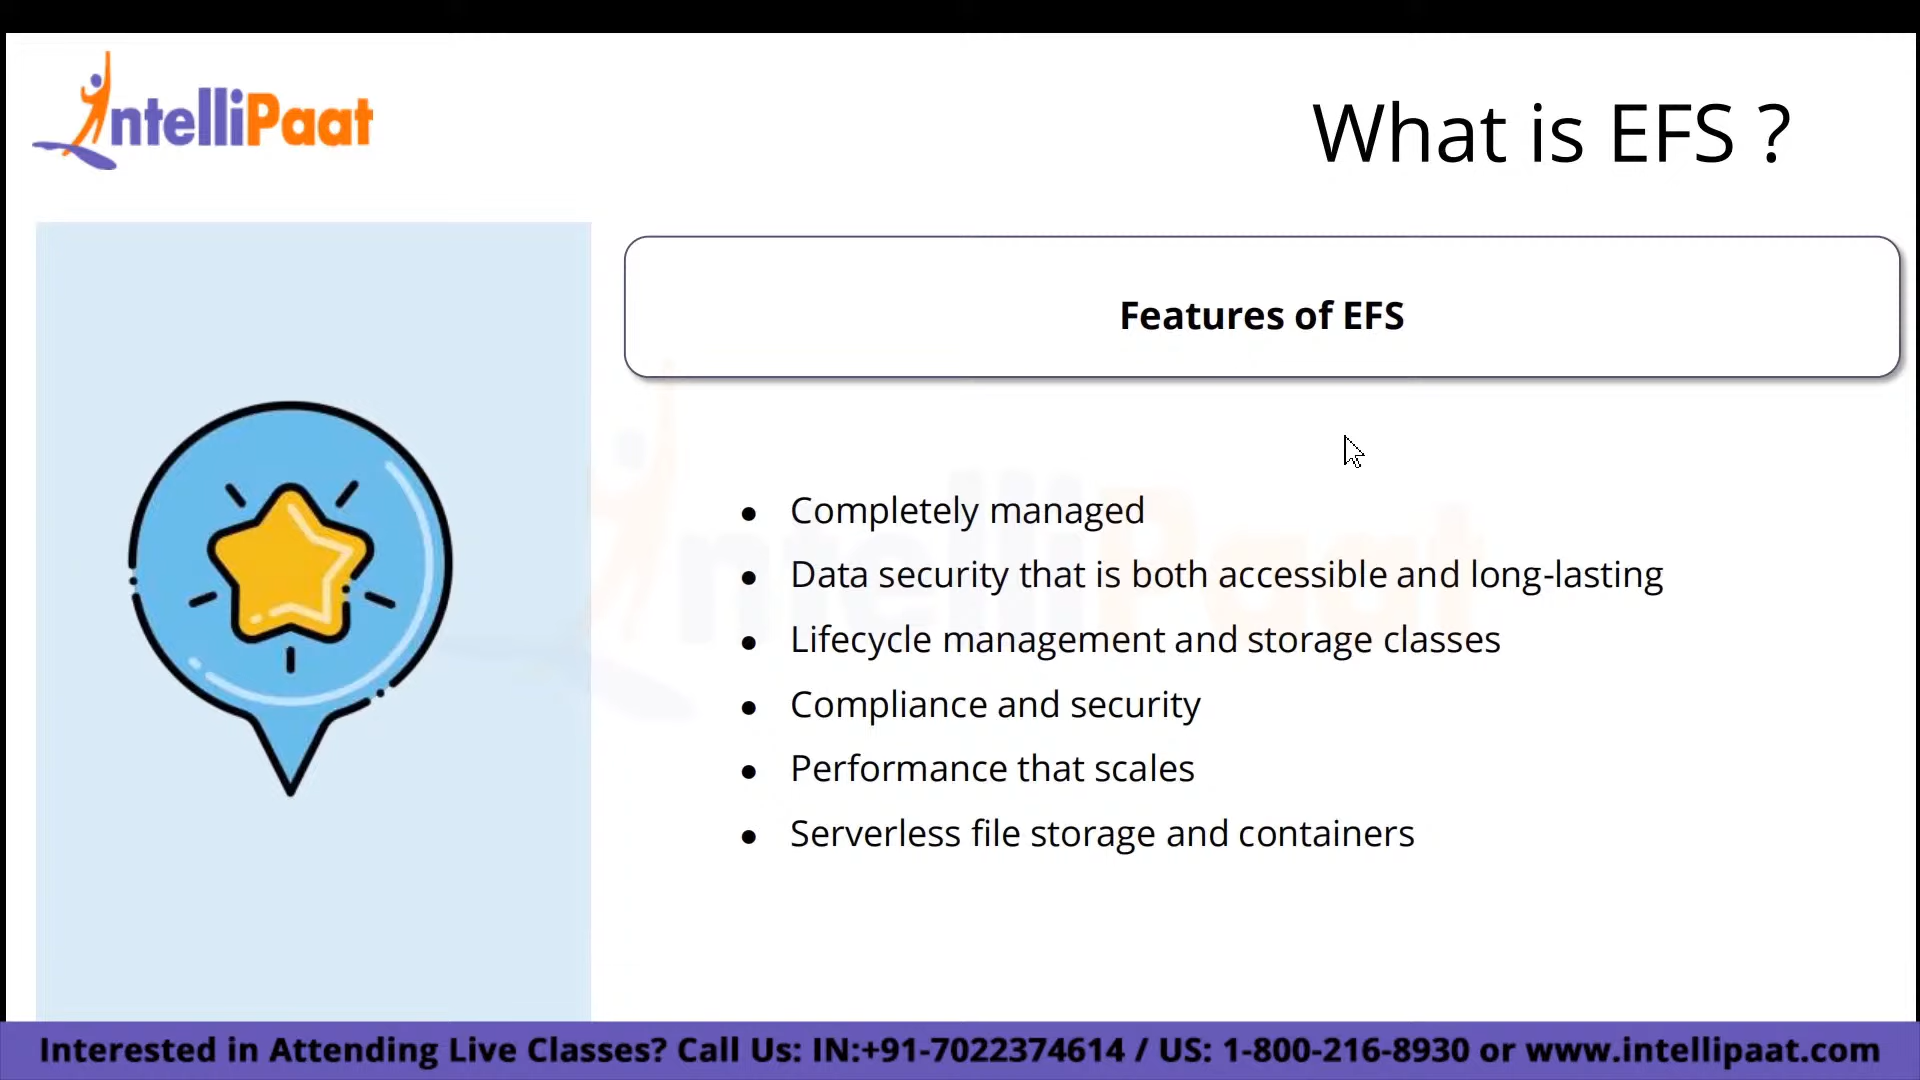 IntelliPaat
What is EFS ?
Features of EFS
● Completely managed
● Data security that is both accessible and long-lasting
● Lifecycle management and storage classes
● Compliance and security
● Performance that scales
● Serverless file storage and containers
IntelliPaat
Interested in Attending Live Classes? Call Us: IN:+91-7022374614 / US: 1-800-216-8930 or www.intellipaat.com